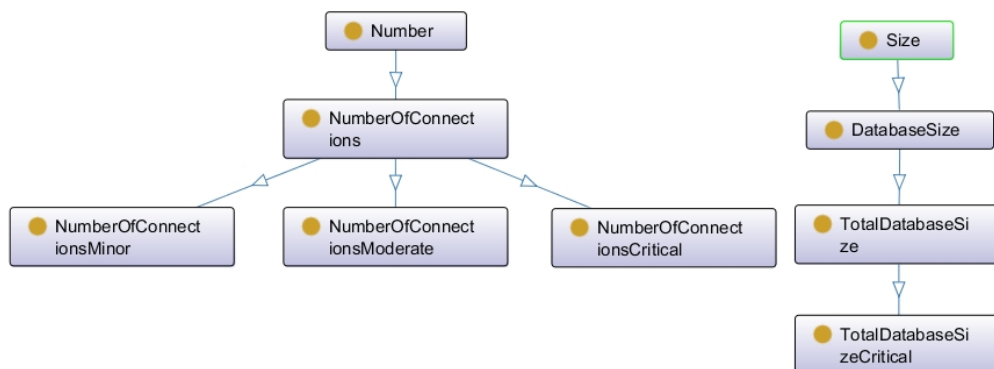 Number
NumberOfConnect
ions
NumberOfConnect
ionsMinor
NumberOfConnect
ionsModerate
NumberOfConnect
ionsCritical
Size
DatabaseSize
TotalDatabaseSi
ze
TotalDatabaseSi
zeCritical